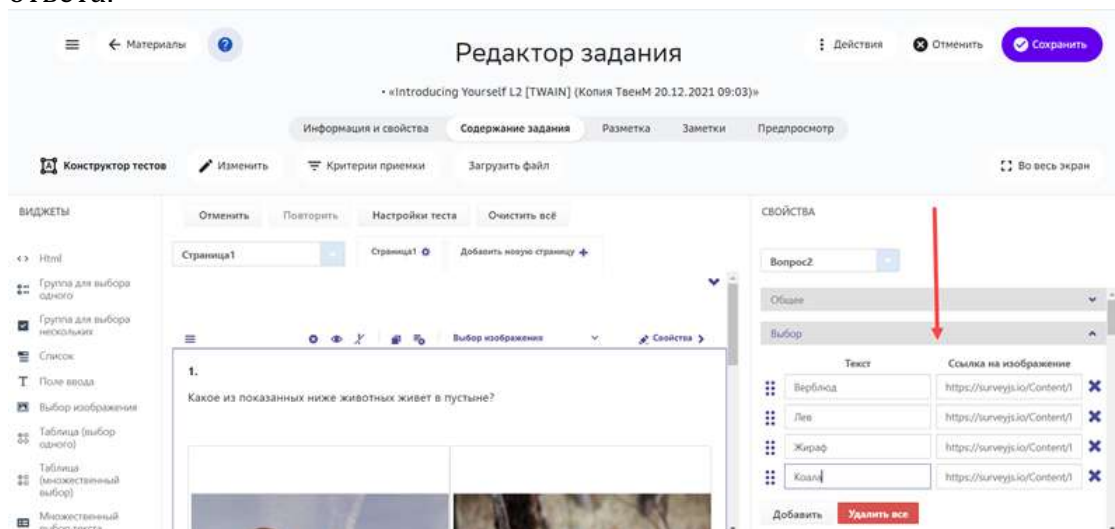 ответа.
Материалы
?
Редактор задания
Действия
Отменить
Сохранить
• «Introducing Yourself L2 [TWAIN] (Копия ТвенМ 20.12.2021 09:03)»
Информация и свойства
Содержание задания
Разметка
Заметки
Предпросмотр
Конструктор тестов
Изменить
Критерии приемки
Загрузить файл
Во весь экран
ВИДЖЕТЫ
Html
Группа для выбора
одного
Группа для выбора
нескольких
Список
Поле ввода
Выбор изображения
Таблица (выбор
одного)
Таблица
(множественный
выбор)
Множественный
выбор текста
Отменить
Повторить
Настройки теста
Очистить всё
Страница1
Страница1
Добавить новую страницу
Выбор изображения
Свойства
1.
Какое из показанных ниже животных живет в пустыне?
СВОЙСТВА
Вопрос2
Общее
Выбор
Текст
Ссылка на изображение
Верблюд
https://surveyjs.io/Content/I
Лев
https://surveyjs.io/Content/I
Жираф
https://surveyjs.io/Content/I
Коала
https://surveyjs.io/Content/I
Добавить
Удалить все